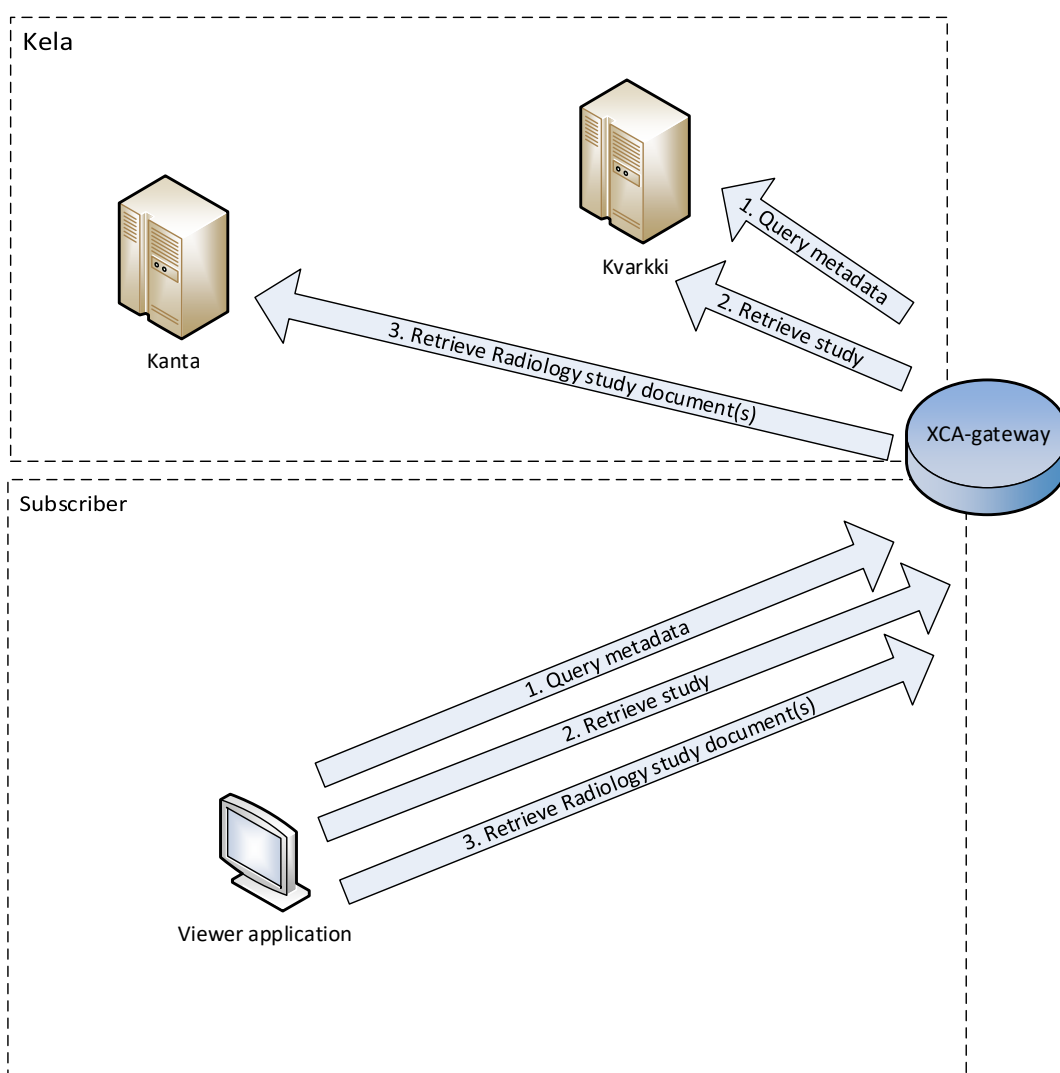 Kela
1. Query metadata
Kvarkki
2. Retrieve study
Kanta
3. Retrieve Radiology study document(s)
XCA-gateway
Subscriber
1. Query metadata
2. Retrieve study
3. Retrieve Radiology study document(s)
Viewer application